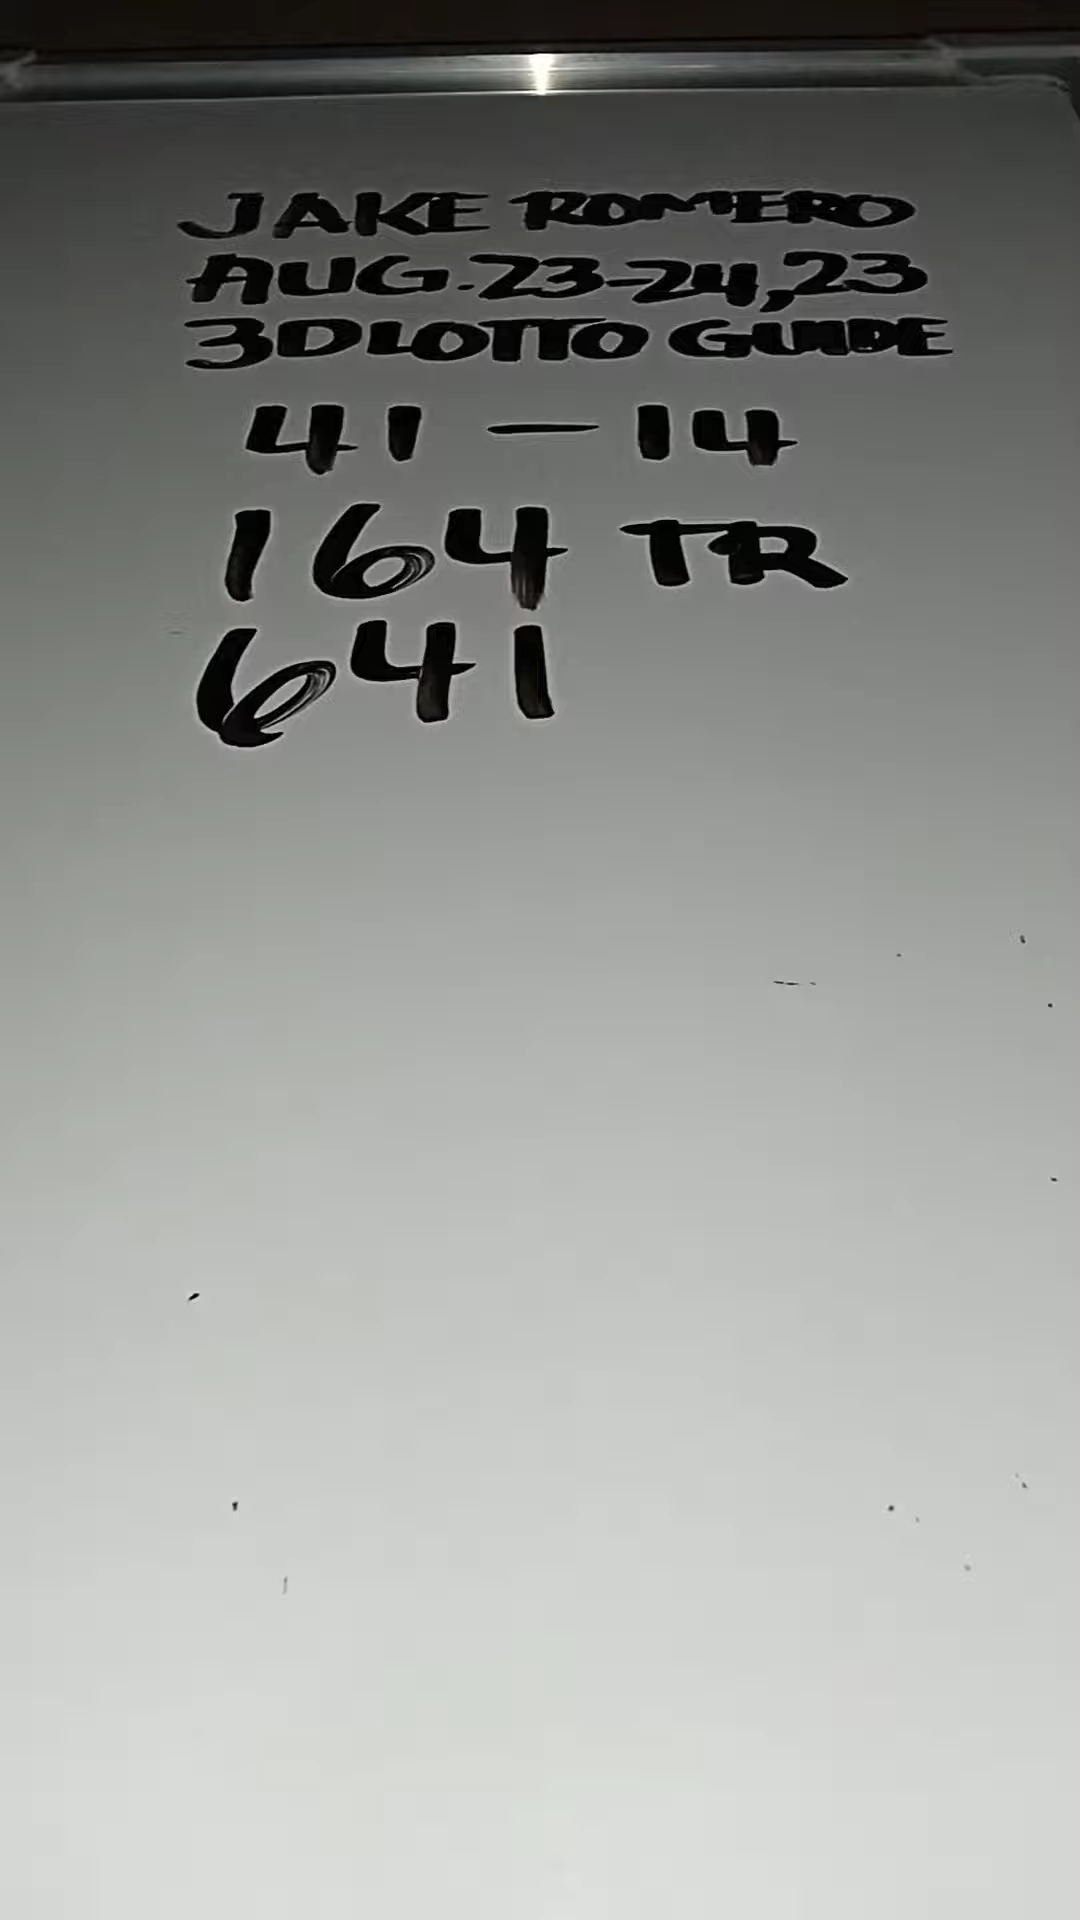 JAKE ROMERO
AUG. 23-24, 23
3D LOTTO GUIDE
41 - 14
164 TR
641